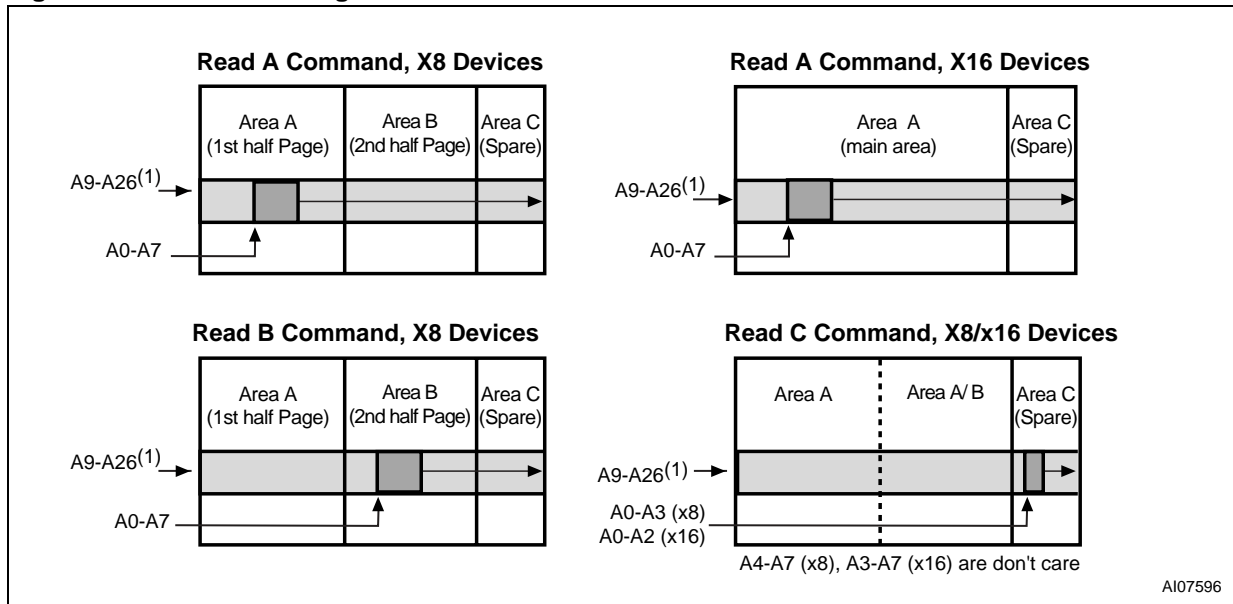 Read A Command, X8 Devices
Area A
(1st half Page)
Area B
(2nd half Page)
Area C
(Spare)
A9-A26(1)
A0-A7
Read A Command, X16 Devices
Area A
(main area)
Area C
(Spare)
A9-A26(1)
A0-A7
Read B Command, X8 Devices
Area A
(1st half Page)
Area B
(2nd half Page)
Area C
(Spare)
A9-A26(1)
A0-A7
Read C Command, X8/x16 Devices
Area A
Area A/ B
Area C
(Spare)
A9-A26(1)
A0-A3 (x8)
A0-A2 (x16)
A4-A7 (x8), A3-A7 (x16) are don't care
AI07596